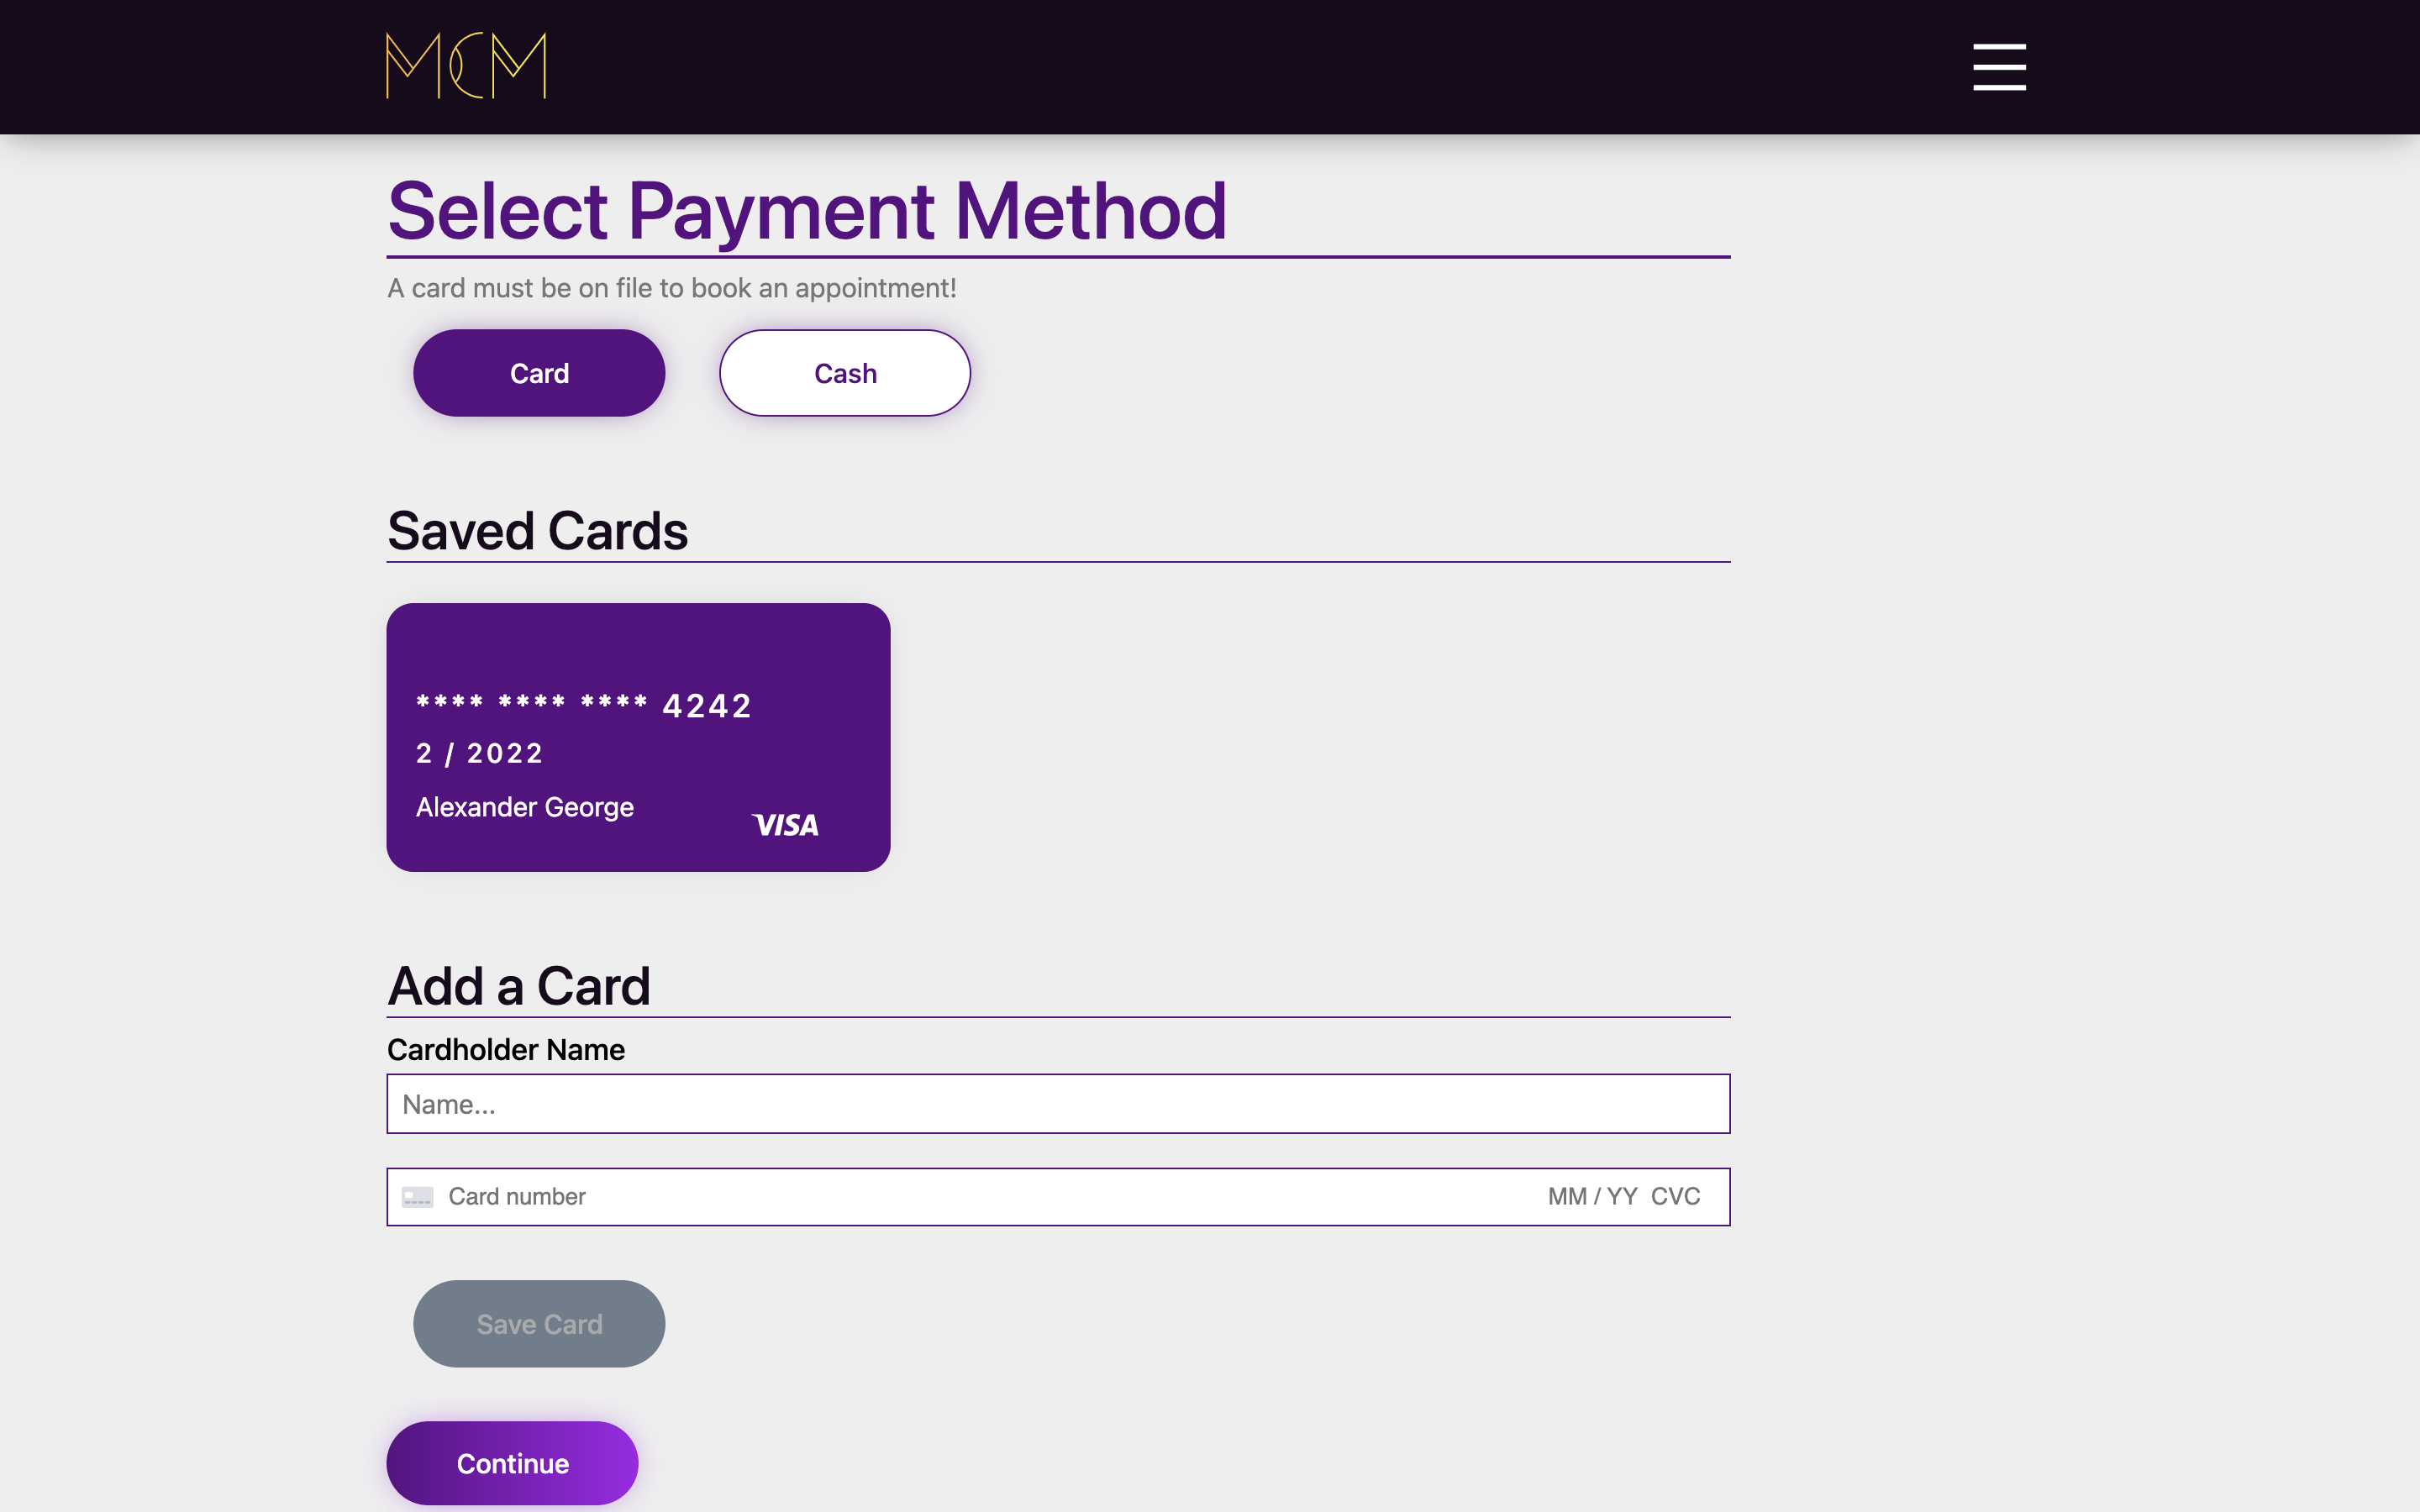 MCM
Select Payment Method
A card must be on file to book an appointment!
Card Cash
Saved Cards
**** **** **** 4242
2 / 2022
Alexander George
VISA
Add a Card
Cardholder Name
Name...
Card number MM / YY CVC
Save Card
Continue